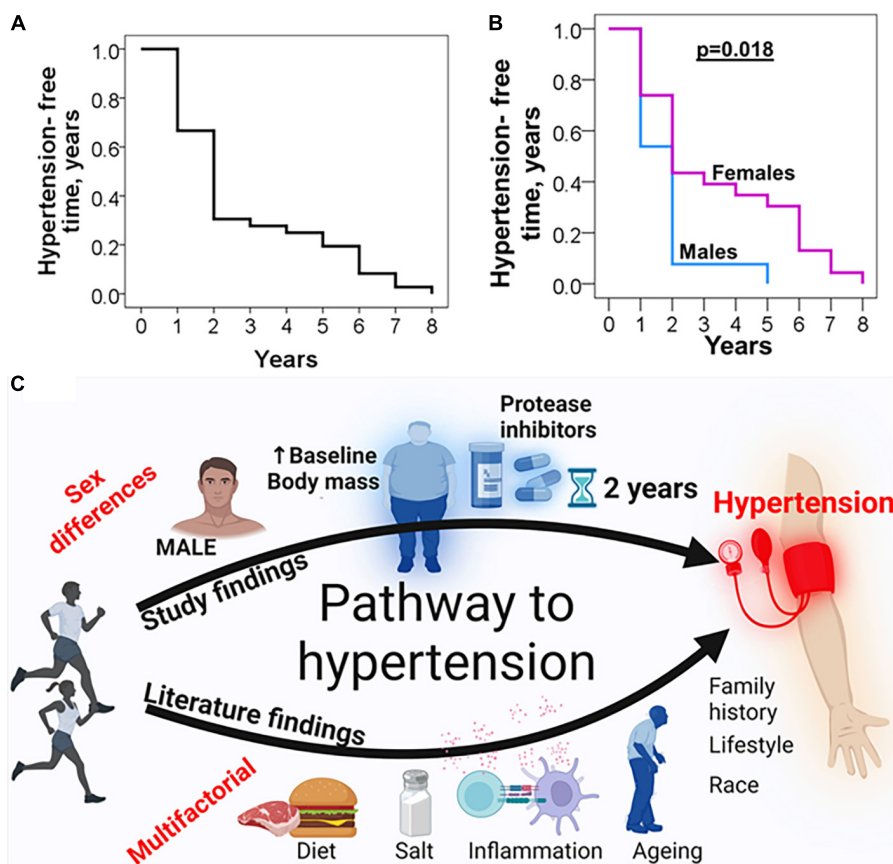 A
Hypertension- free
time, years
1.0
0.8
0.6
0.4
0.2
0.0
0 1 2 3 4 5 6 7 8
Years
B
Hypertension- free
time, years
1.0
0.8
0.6
0.4
0.2
0.0
p=0.018
Females
Males
0 1 2 3 4 5 6 7 8
Years
C
Sex
differences
MALE
↑Baseline
Body mass
Protease
inhibitors
2 years
Hypertension
Study findings
Pathway to
hypertension
Literature findings
Multifactorial
Diet
Salt
Inflammation
Ageing
Family
history
Lifestyle
Race